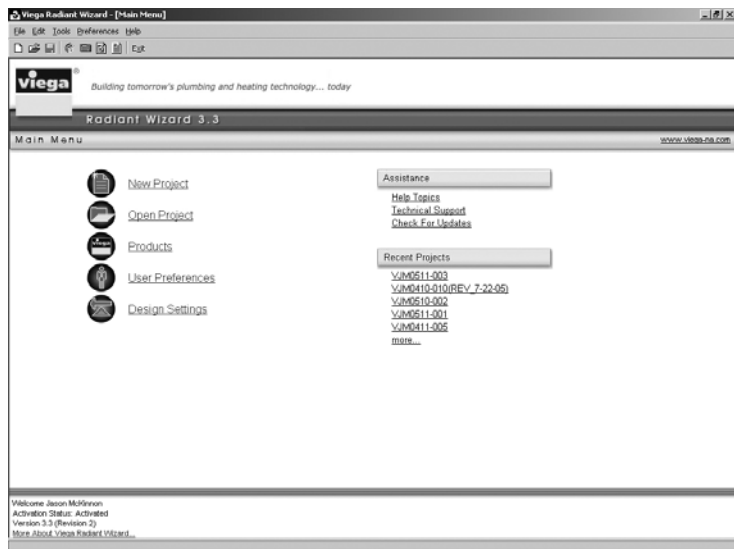 Viega Radiant Wizard - [Main Menu]
File Edit Tools Preferences Help
Exit
viega®
Building tomorrow's plumbing and heating technology... today
Radiant Wizard 3.3
Main Menu
www.viega-na.com
New Project
Open Project
Products
User Preferences
Design Settings
Assistance
Help Topics
Technical Support
Check For Updates
Recent Projects
VJM0511-003
VJM0410-010(REV_7-22-05)
VJM0510-002
VJM0511-001
VJM0411-005
more...
Welcome Jason McKinnon
Activation Status: Activated
Version 3.3 (Revision 2)
More About Viega Radiant Wizard...